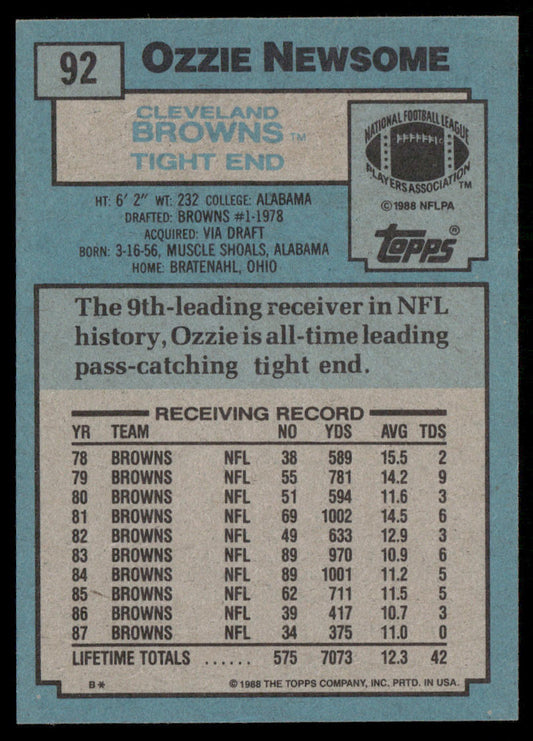 92
OZZIE NEWSOME
CLEVELAND
BROWNS™
TIGHT END
NATIONAL FOOTBALL LEAGUE
PLAYERS ASSOCIATION™
©1988 NFLPA
Topps®
HT: 6' 2" WT: 232 COLLEGE: ALABAMA
DRAFTED: BROWNS #1-1978
ACQUIRED: VIA DRAFT
BORN: 3-16-56, MUSCLE SHOALS, ALABAMA
HOME: BRATENAHL, OHIO
The 9th-leading receiver in NFL
history, Ozzie is all-time leading
pass-catching tight end.
RECEIVING RECORD
YR TEAM NO YDS AVG TDS
78 BROWNS NFL 38 589 15.5 2
79 BROWNS NFL 55 781 14.2 9
80 BROWNS NFL 51 594 11.6 3
81 BROWNS NFL 69 1002 14.5 6
82 BROWNS NFL 49 633 12.9 3
83 BROWNS NFL 89 970 10.9 6
84 BROWNS NFL 89 1001 11.2 5
85 BROWNS NFL 62 711 11.5 5
86 BROWNS NFL 39 417 10.7 3
87 BROWNS NFL 34 375 11.0 0
LIFETIME TOTALS ...... 575 7073 12.3 42
B* ©1988 THE TOPPS COMPANY, INC. PRTD. IN USA.